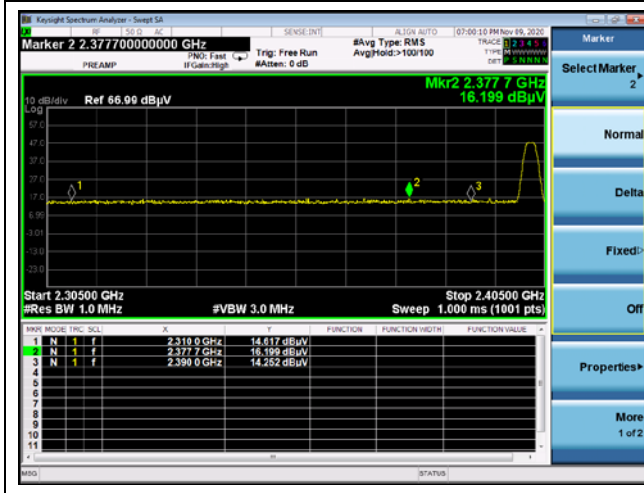 Keysight Spectrum Analyzer - Swept SA
RF 50 Ω AC SENSE:INT ALIGN AUTO 07:00:10 PM Nov 09, 2020
Marker 2 2.377700000000 GHz
PREAMP
PNO: Fast
IFGain:High
Trig: Free Run
#Atten: 0 dB
#Avg Type: RMS
Avg|Hold:>100/100
TRACE 1 2 3 4 5 6
TYPE M WWWWW
DET P S N N N N
Mkr2 2.377 7 GHz
16.199 dBµV
10 dB/div Ref 66.99 dBµV
Log
57.0
47.0
37.0
27.0
17.0
6.99
-3.01
-13.0
-23.0
1
2
3
Start 2.30500 GHz Stop 2.40500 GHz
#Res BW 1.0 MHz #VBW 3.0 MHz Sweep 1.000 ms (1001 pts)
MKR MODE TRC SCL X Y FUNCTION FUNCTION WIDTH FUNCTION VALUE
1 N 1 f 2.310 0 GHz 14.617 dBµV
2 N 1 f 2.377 7 GHz 16.199 dBµV
3 N 1 f 2.390 0 GHz 14.252 dBµV
4
5
6
7
8
9
10
11
MSG STATUS
Marker
Select Marker
2
Normal
Delta
Fixed
Off
Properties
More
1 of 2